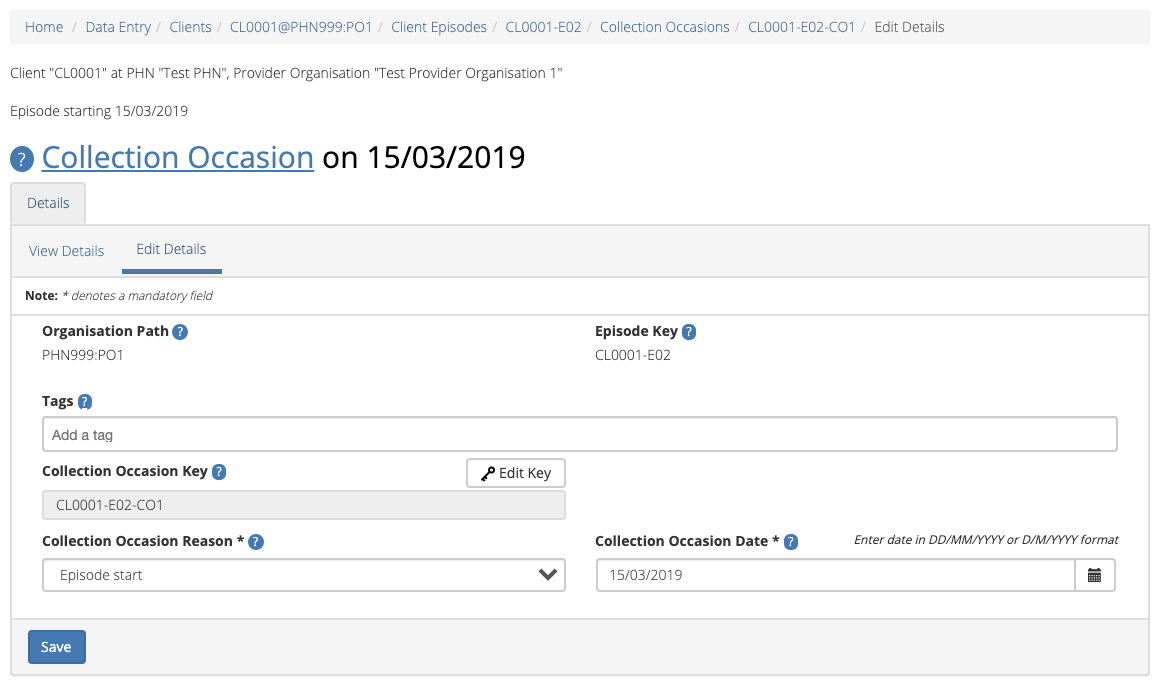 Home / Data Entry / Clients / CL0001@PHN999:PO1 / Client Episodes / CL0001-E02 / Collection Occasions / CL0001-E02-CO1 / Edit Details
Client "CL0001" at PHN "Test PHN", Provider Organisation "Test Provider Organisation 1"
Episode starting 15/03/2019
? Collection Occasion on 15/03/2019
Details
View Details Edit Details
Note: * denotes a mandatory field
Organisation Path ? Episode Key ?
PHN999:PO1 CL0001-E02
Tags ?
Add a tag
Collection Occasion Key ? Edit Key
CL0001-E02-CO1
Collection Occasion Reason * ? Collection Occasion Date * ? Enter date in DD/MM/YYYY or D/M/YYYY format
Episode start 15/03/2019
Save